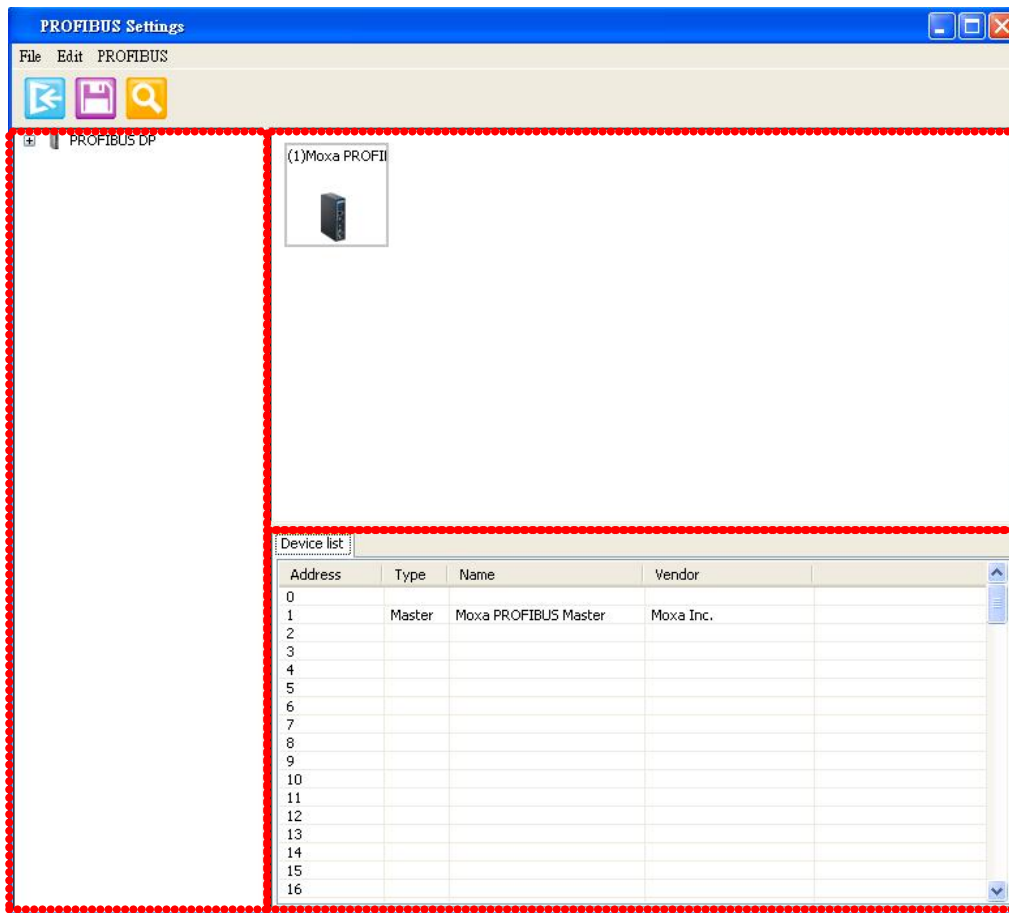 PROFIBUS Settings
File Edit PROFIBUS
PROFIBUS DP
(1)Moxa PROFI
Device list
Address Type Name Vendor
0
1 Master Moxa PROFIBUS Master Moxa Inc.
2
3
4
5
6
7
8
9
10
11
12
13
14
15
16